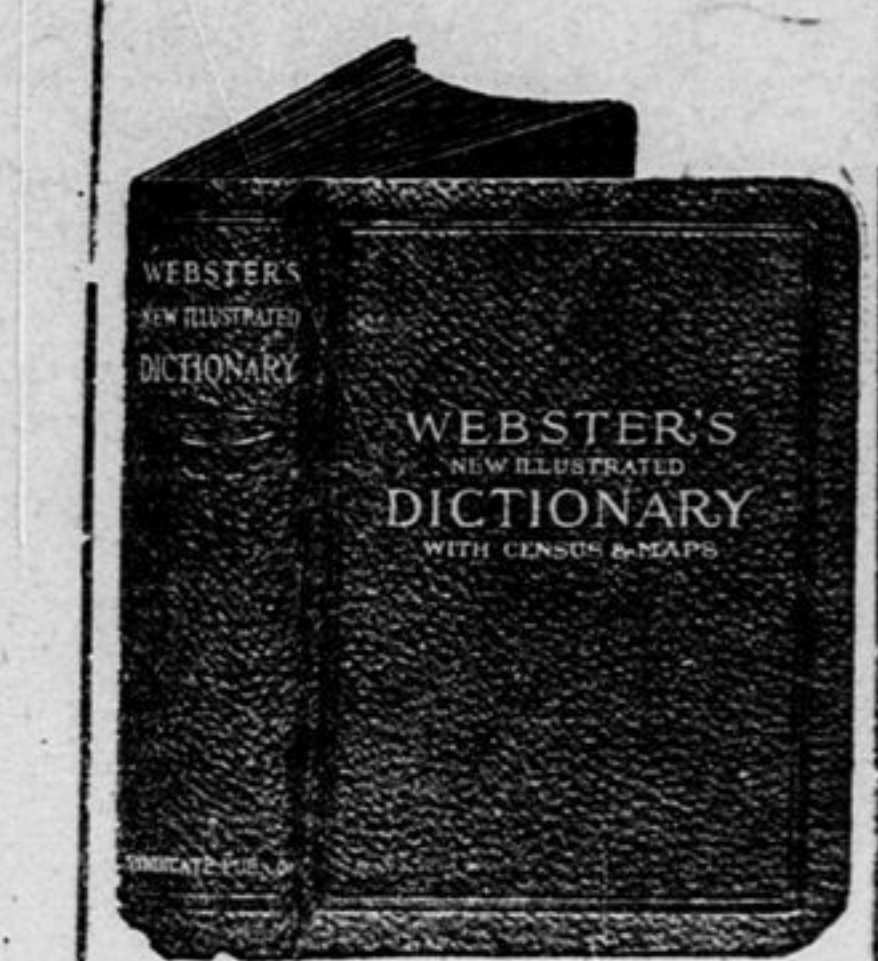 WEBSTER'S
NEW ILLUSTRATED
DICTIONARY
WEBSTER'S
NEW ILLUSTRATED
DICTIONARY
WITH CENSUS & MAPS
SYNDICATE PUB. Co